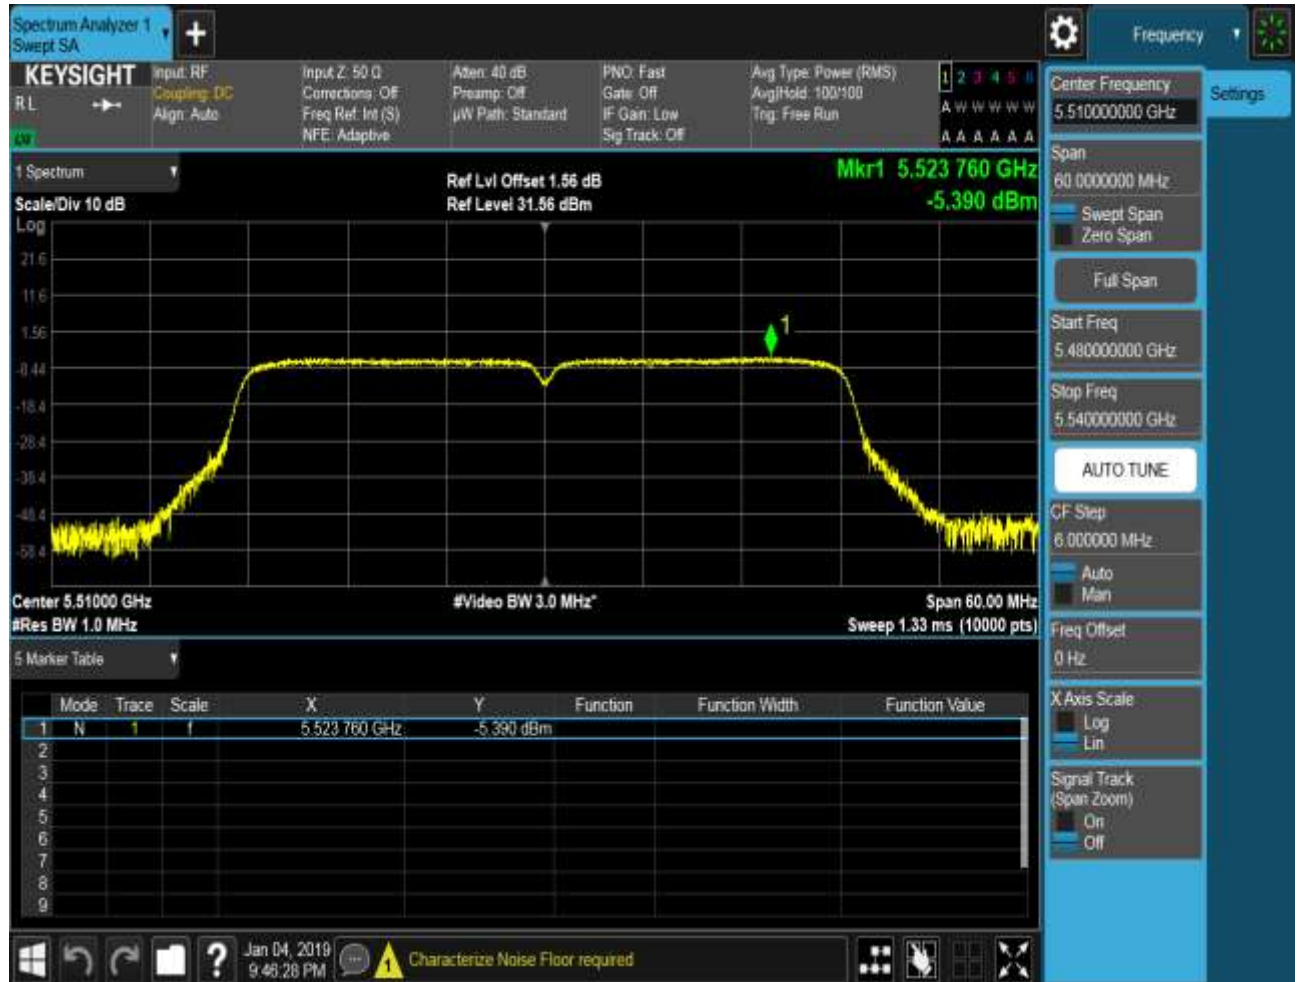 Spectrum Analyzer 1
Swept SA
Frequency
KEYSIGHT
R L
Input: RF
Coupling: DC
Align: Auto
Input Z: 50 Ω
Corrections: Off
Freq Ref: Int (S)
NFE: Adaptive
Atten: 40 dB
Preamp: Off
µW Path: Standard
PNO: Fast
Gate: Off
IF Gain: Low
Sig Track: Off
Avg Type: Power (RMS)
Avg|Hold: 100/100
Trig: Free Run
1 2 3 4 5 6
A W W W W W
A A A A A A
1 Spectrum
Scale/Div 10 dB
Ref Lvl Offset 1.56 dB
Ref Level 31.56 dBm
Mkr1 5.523 760 GHz
-5.390 dBm
Log
21.6
11.6
1.56
-8.44
-18.4
-28.4
-38.4
-48.4
-58.4
1
Center 5.51000 GHz
#Video BW 3.0 MHz*
Span 60.00 MHz
#Res BW 1.0 MHz
Sweep 1.33 ms (10000 pts)
5 Marker Table
Mode Trace Scale X Y Function Function Width Function Value
1 N 1 f 5.523 760 GHz -5.390 dBm
2
3
4
5
6
7
8
9
Jan 04, 2019
9:46:28 PM
Characterize Noise Floor required
Center Frequency
5.510000000 GHz
Settings
Span
60.0000000 MHz
Swept Span
Zero Span
Full Span
Start Freq
5.480000000 GHz
Stop Freq
5.540000000 GHz
AUTO TUNE
CF Step
6.000000 MHz
Auto
Man
Freq Offset
0 Hz
X Axis Scale
Log
Lin
Signal Track
(Span Zoom)
On
Off